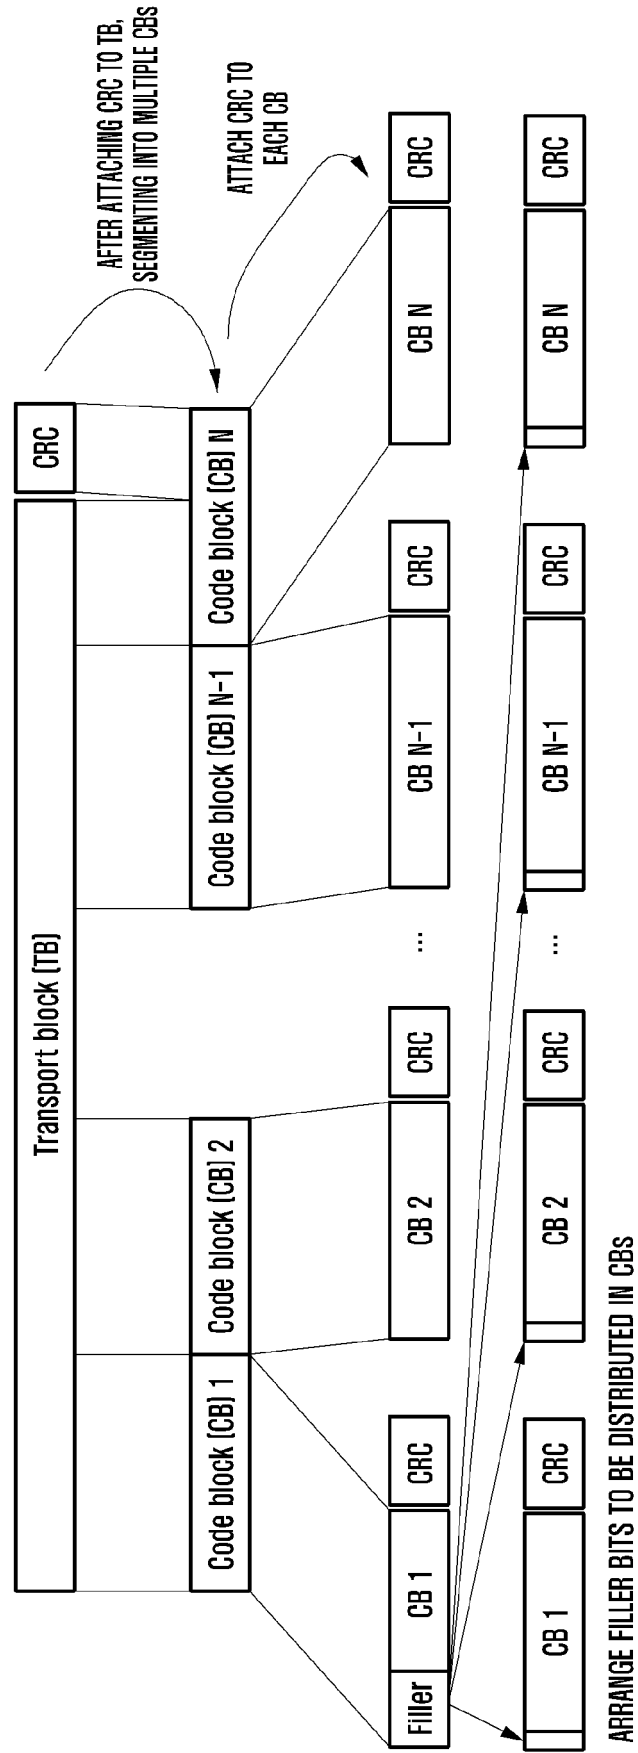 Transport block (TB)
CRC
AFTER ATTACHING CRC TO TB,
SEGMENTING INTO MULTIPLE CBS
Code block (CB) 1
Code block (CB) 2
Code block (CB) N-1
Code block (CB) N
ATTACH CRC TO
EACH CB
Filler
CB 1
CRC
CB 2
CRC
...
CB N-1
CRC
CB N
CRC
CB 1
CRC
CB 2
CRC
...
CB N-1
CRC
CB N
CRC
ARRANGE FILLER BITS TO BE DISTRIBUTED IN CBS